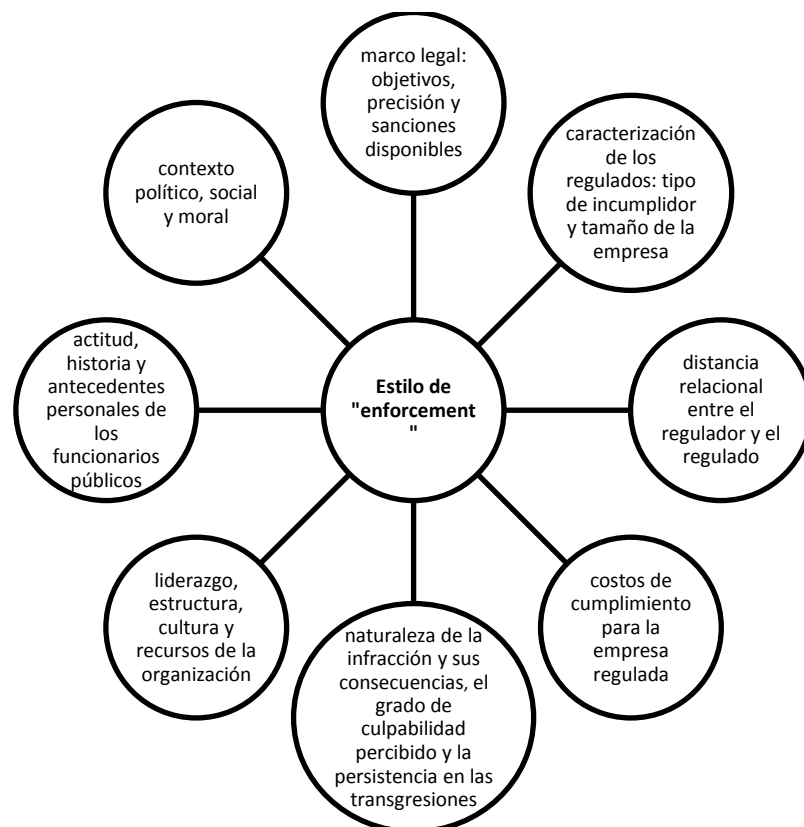 marco legal:
objetivos,
precisión y
sanciones
disponibles
caracterización
de los
regulados: tipo
de incumplidor
y tamaño de la
empresa
distancia
relacional
entre el
regulador y el
regulado
costos de
cumplimiento
para la
empresa
regulada
naturaleza de la
infracción y sus
consecuencias, el
grado de
culpabilidad
percibido y la
persistencia en las
transgresiones
liderazgo,
estructura,
cultura y
recursos de la
organización
actitud,
historia y
antecedentes
personales de
los
funcionarios
públicos
contexto
político, social
y moral
Estilo de
"enforcement
"